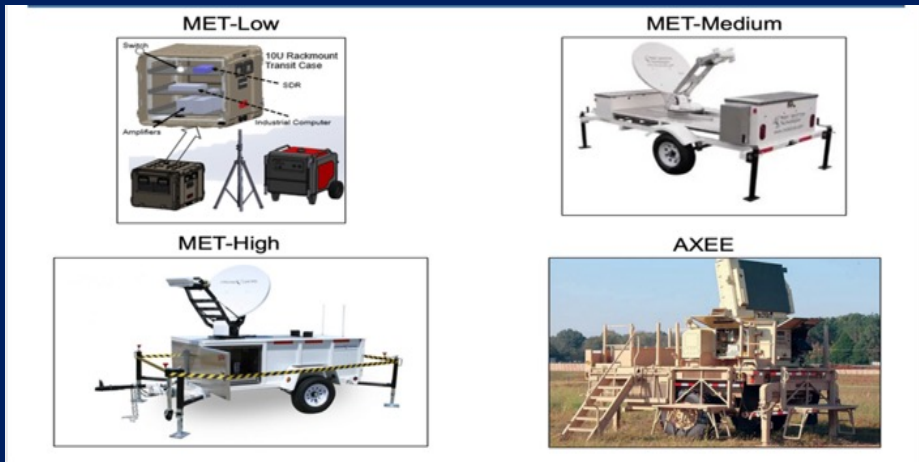 MET-Low
MET-Medium
Switch
10U Rackmount
Transit Case
SDR
Industrial Computer
Amplifiers
MET-High
AXEE